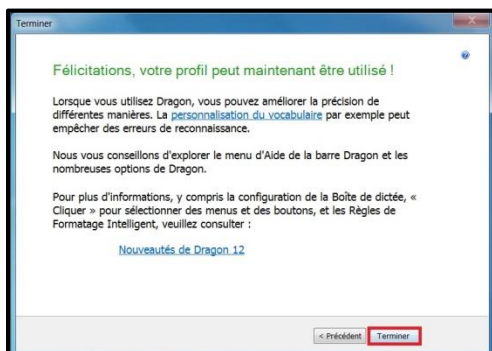 Terminer
Félicitations, votre profil peut maintenant être utilisé !
Lorsque vous utilisez Dragon, vous pouvez améliorer la précision de
différentes manières. La personnalisation du vocabulaire par exemple peut
empêcher des erreurs de reconnaissance.
Nous vous conseillons d'explorer le menu d'Aide de la barre Dragon et les
nombreuses options de Dragon.
Pour plus d'informations, y compris la configuration de la Boîte de dictée, «
Cliquer » pour sélectionner des menus et des boutons, et les Règles de
Formatage Intelligent, veuillez consulter :
Nouveautés de Dragon 12
< Précédent Terminer